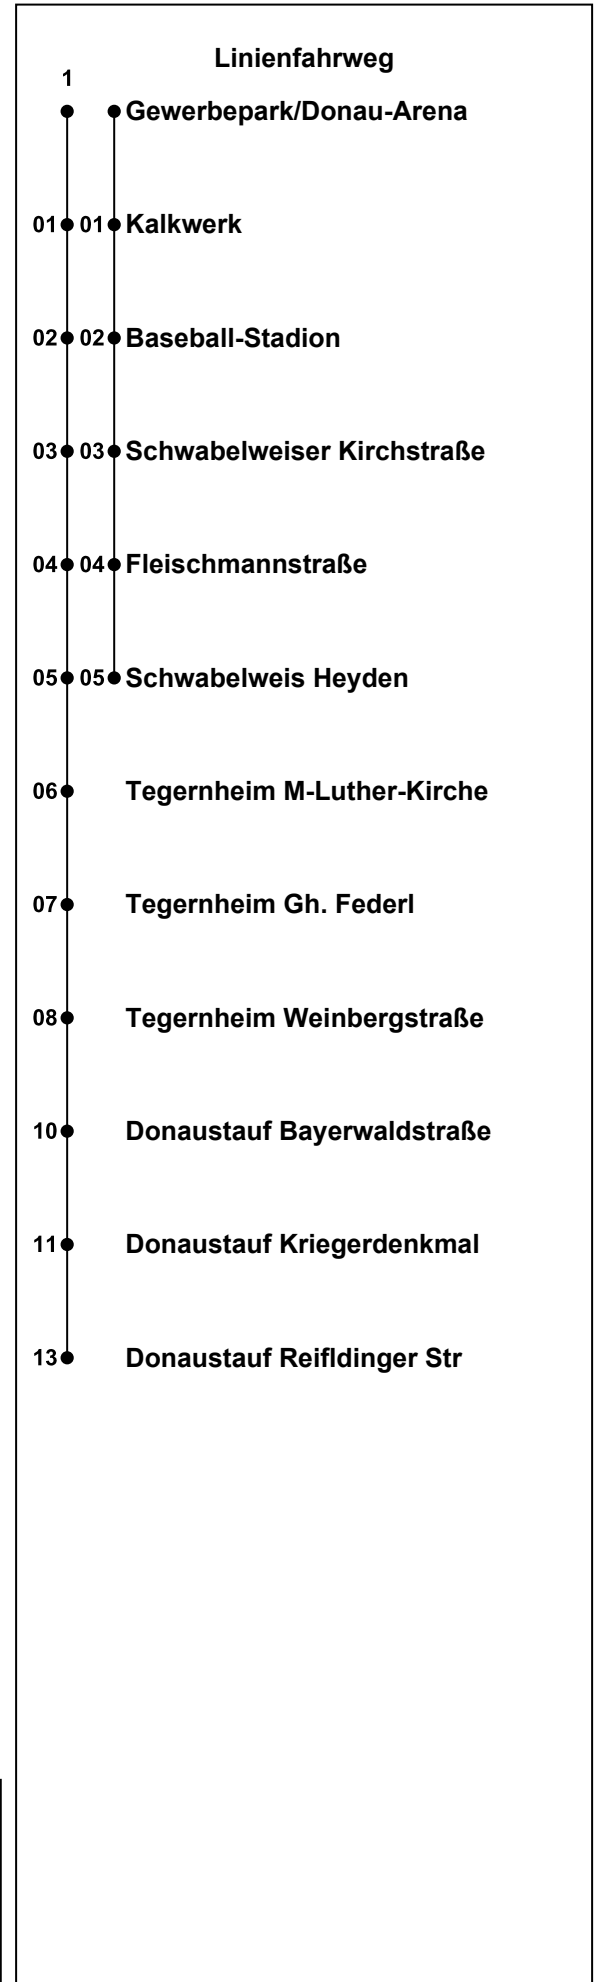 Linienfahrweg
1
Gewerbepark/Donau-Arena
01 01 Kalkwerk
02 02 Baseball-Stadion
03 03 Schwabelweiser Kirchstraße
04 04 Fleischmannstraße
05 05 Schwabelweis Heyden
06 Tegernheim M-Luther-Kirche
07 Tegernheim Gh. Federl
08 Tegernheim Weinbergstraße
10 Donaustauf Bayerwaldstraße
11 Donaustauf Kriegerdenkmal
13 Donaustauf Reifldinger Str